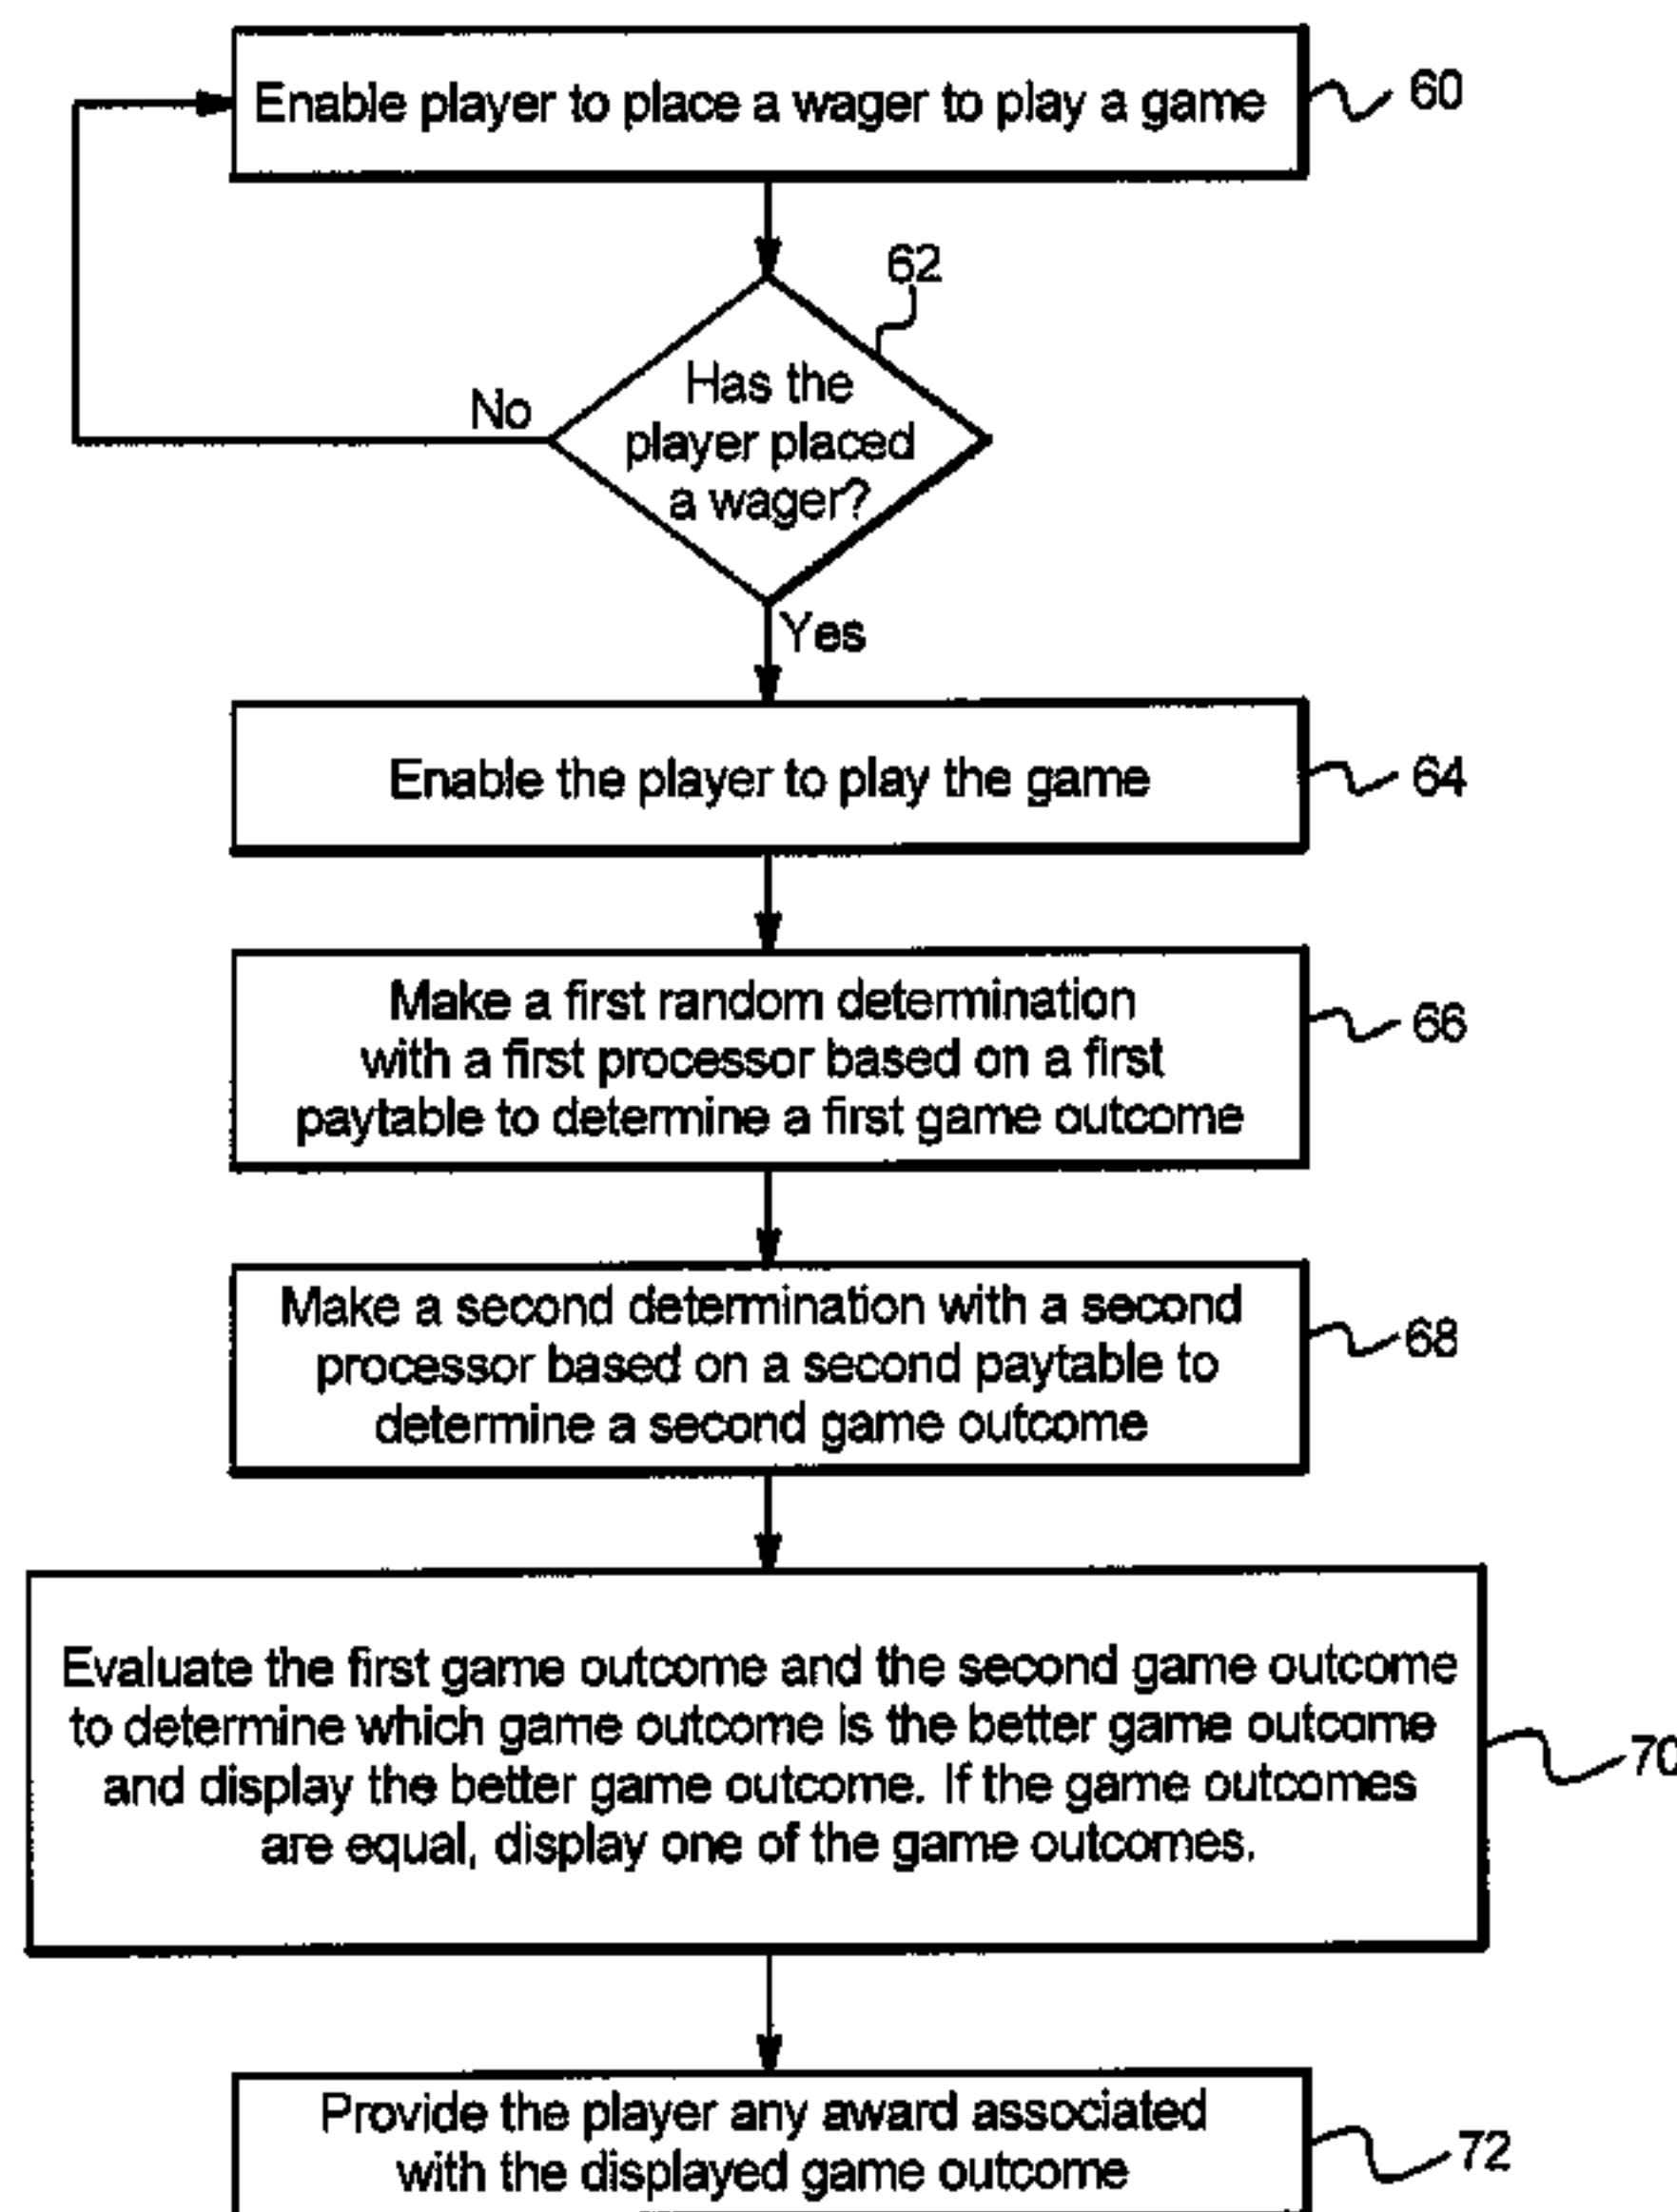 Enable player to place a wager to play a game
60
62
Has the
player placed
a wager?
No
Yes
Enable the player to play the game
64
Make a first random determination
with a first processor based on a first
paytable to determine a first game outcome
66
Make a second determination with a second
processor based on a second paytable to
determine a second game outcome
68
Evaluate the first game outcome and the second game outcome
to determine which game outcome is the better game outcome
and display the better game outcome. If the game outcomes
are equal, display one of the game outcomes.
70
Provide the player any award associated
with the displayed game outcome
72